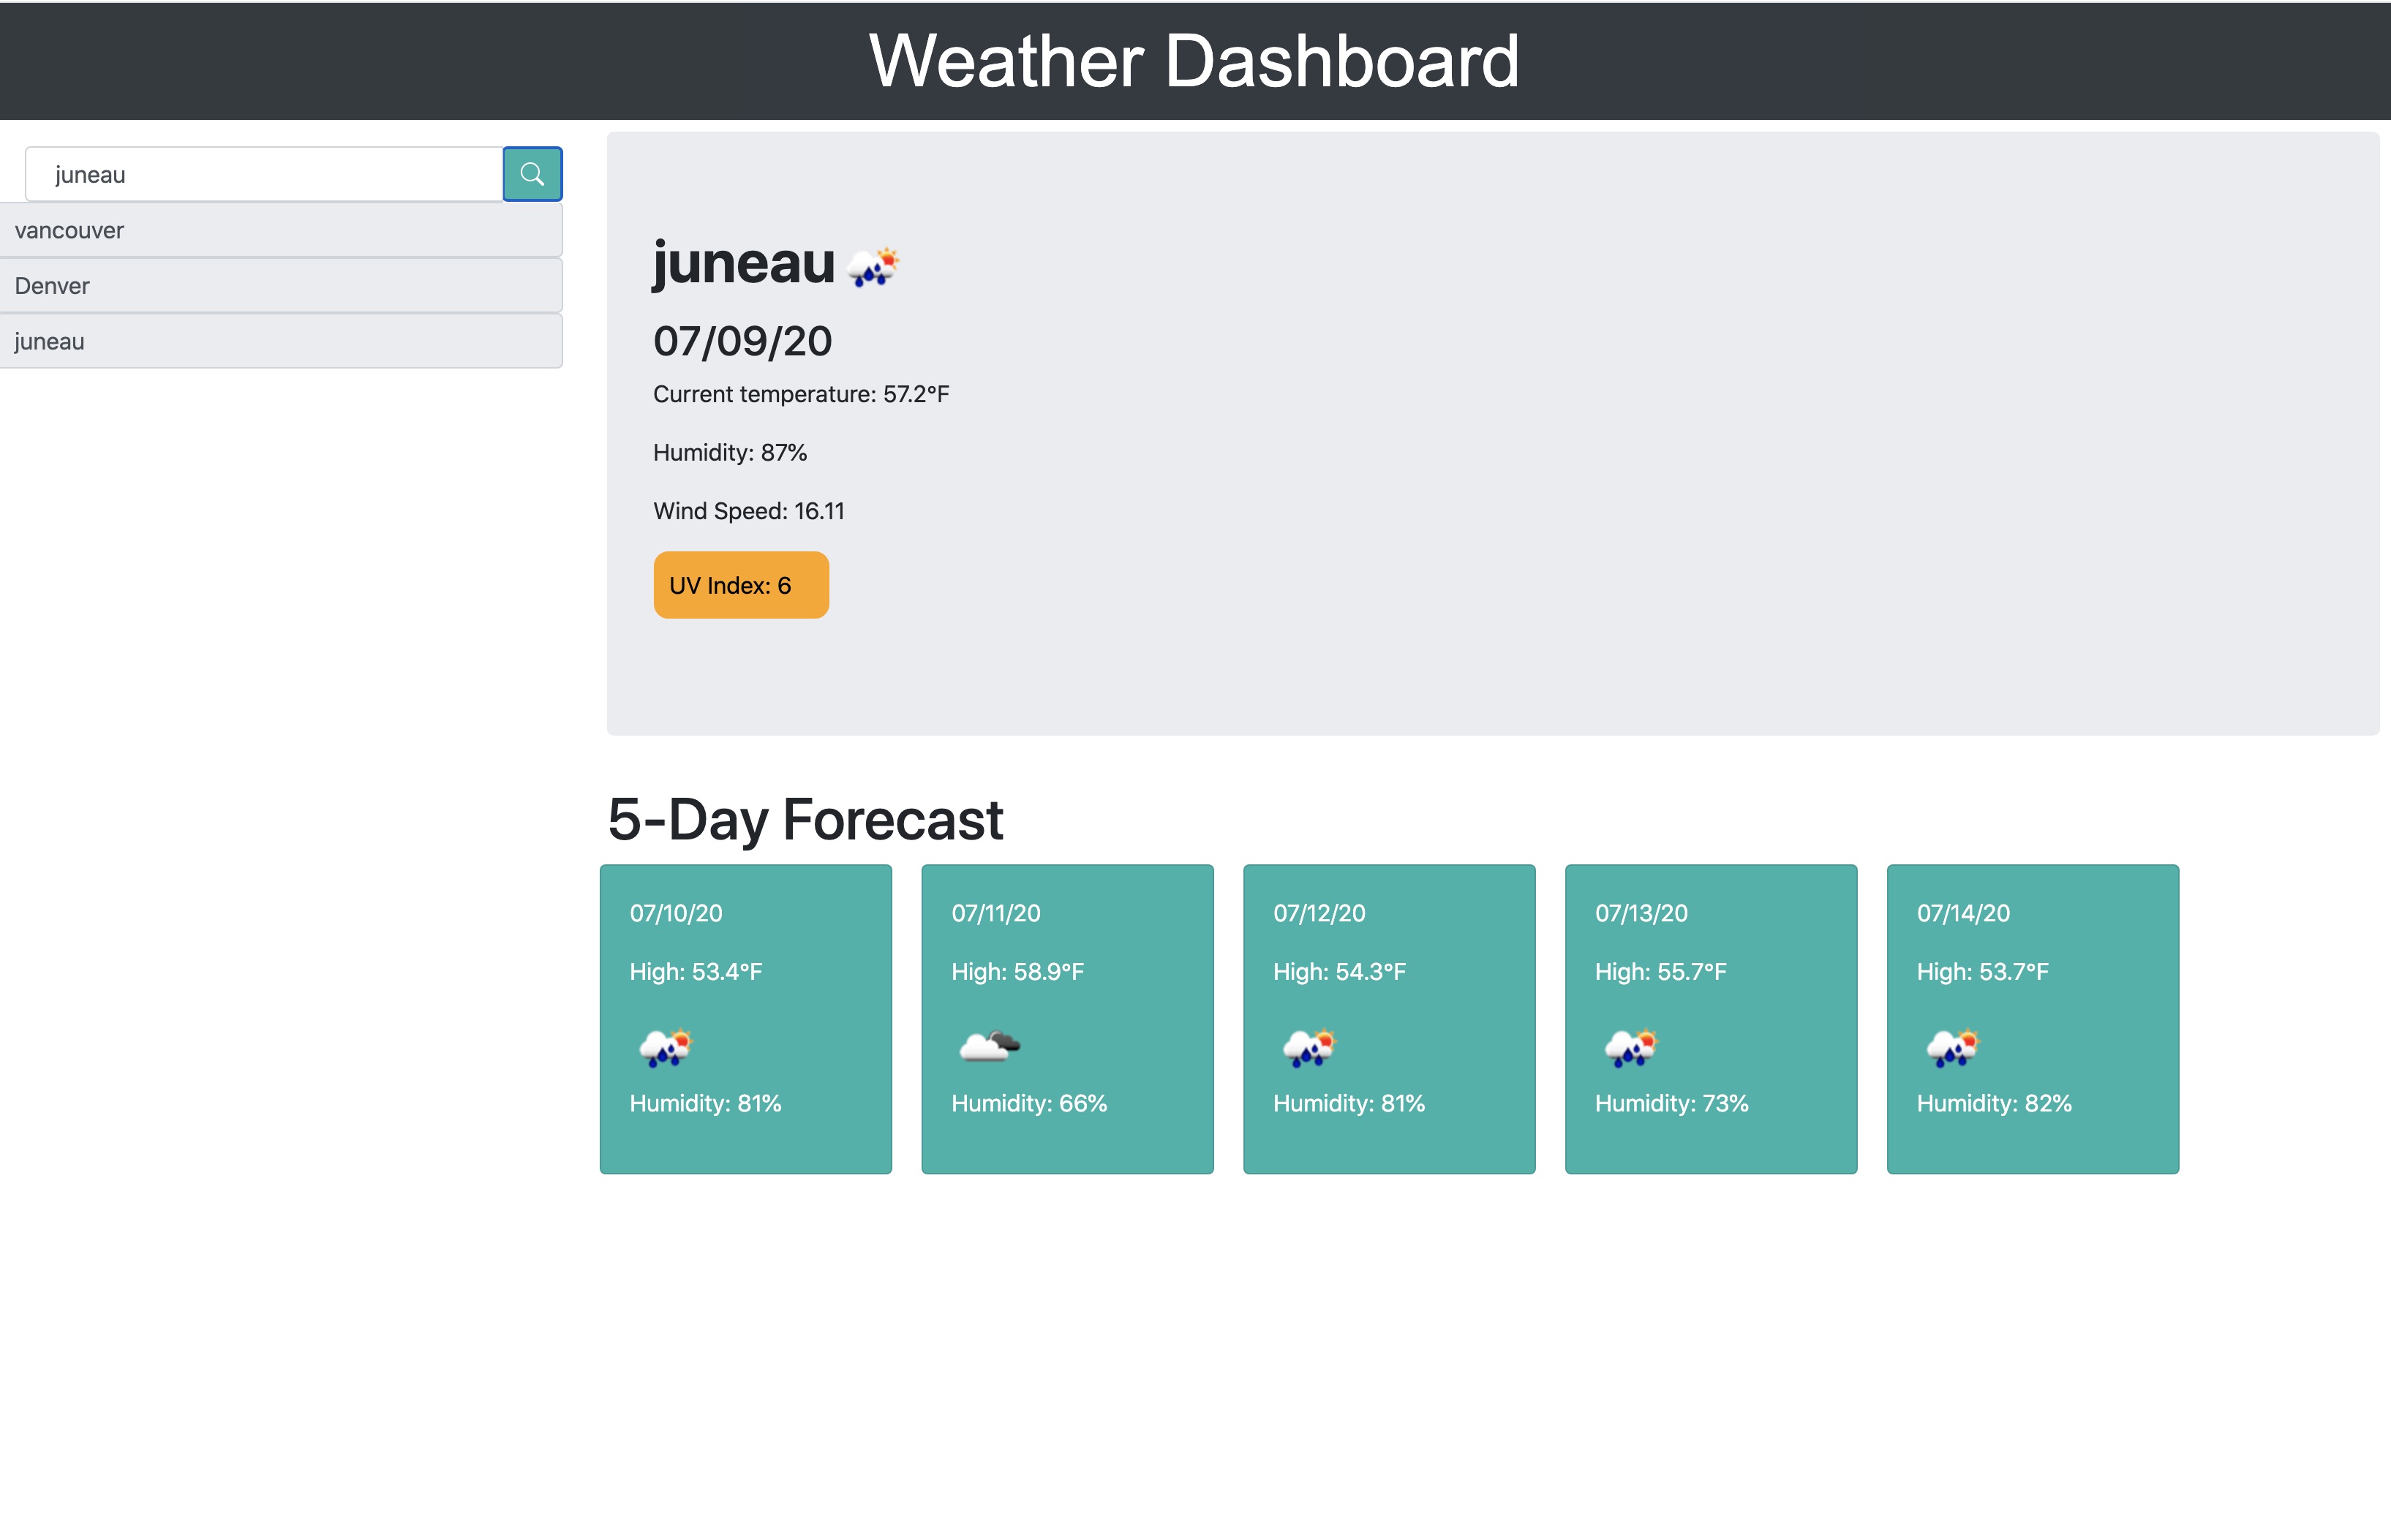 Weather Dashboard
juneau
vancouver
Denver
juneau
juneau
07/09/20
Current temperature: 57.2°F
Humidity: 87%
Wind Speed: 16.11
UV Index: 6
5-Day Forecast
07/10/20
High: 53.4°F
Humidity: 81%
07/11/20
High: 58.9°F
Humidity: 66%
07/12/20
High: 54.3°F
Humidity: 81%
07/13/20
High: 55.7°F
Humidity: 73%
07/14/20
High: 53.7°F
Humidity: 82%